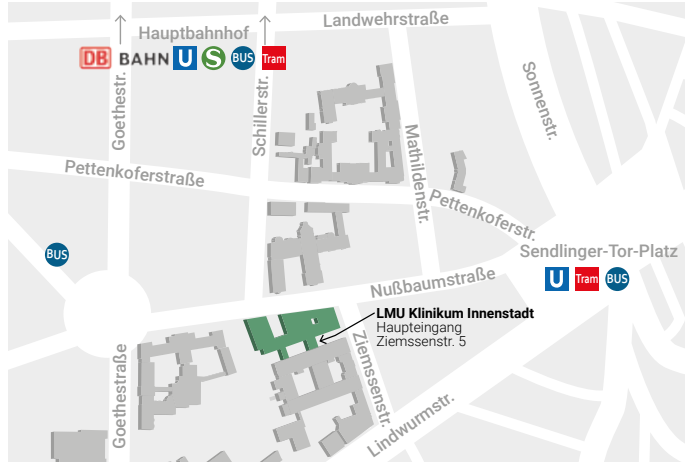 Landwehrstraße
Hauptbahnhof
DB BAHN U S BUS Tram
Goethestr.
Schillerstr.
Sonnenstr.
Mathildenstr.
Pettenkoferstraße
Pettenkoferstr.
BUS
Sendlinger-Tor-Platz
U Tram BUS
Nußbaumstraße
LMU Klinikum Innenstadt
Haupteingang
Ziemssenstr. 5
Goethestraße
Ziemssenstr.
Lindwurmstr.